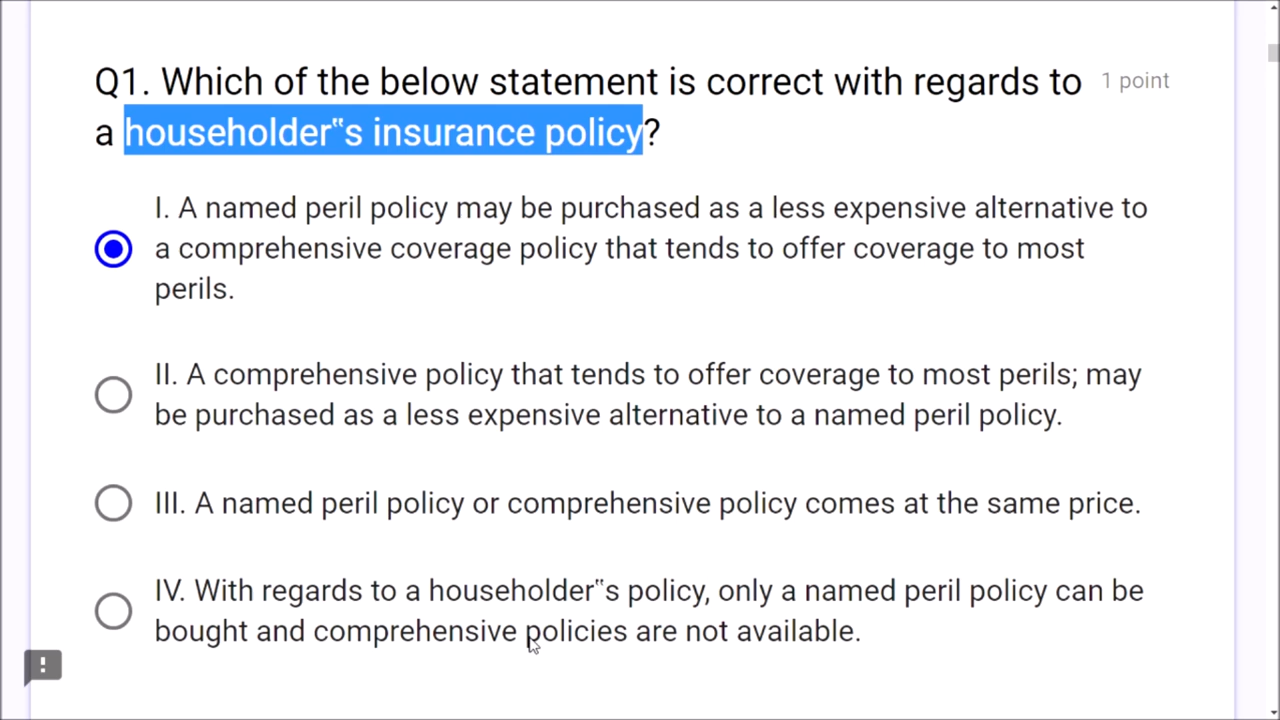 Q1. Which of the below statement is correct with regards to
1 point
a householder‟s insurance policy?
I. A named peril policy may be purchased as a less expensive alternative to
a comprehensive coverage policy that tends to offer coverage to most
perils.
II. A comprehensive policy that tends to offer coverage to most perils; may
be purchased as a less expensive alternative to a named peril policy.
III. A named peril policy or comprehensive policy comes at the same price.
IV. With regards to a householder‟s policy, only a named peril policy can be
bought and comprehensive policies are not available.
!